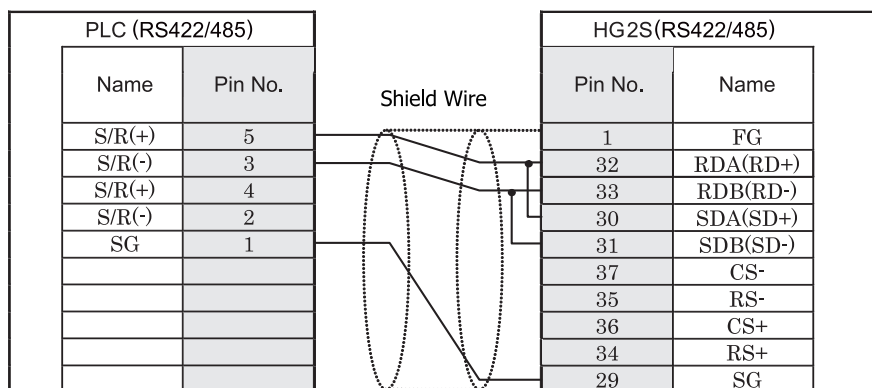 PLC (RS422/485) HG2S(RS422/485)
Name Pin No. Shield Wire Pin No. Name
S/R(+) 5 1 FG
S/R(-) 3 32 RDA(RD+)
S/R(+) 4 33 RDB(RD-)
S/R(-) 2 30 SDA(SD+)
SG 1 31 SDB(SD-)
37 CS-
35 RS-
36 CS+
34 RS+
29 SG